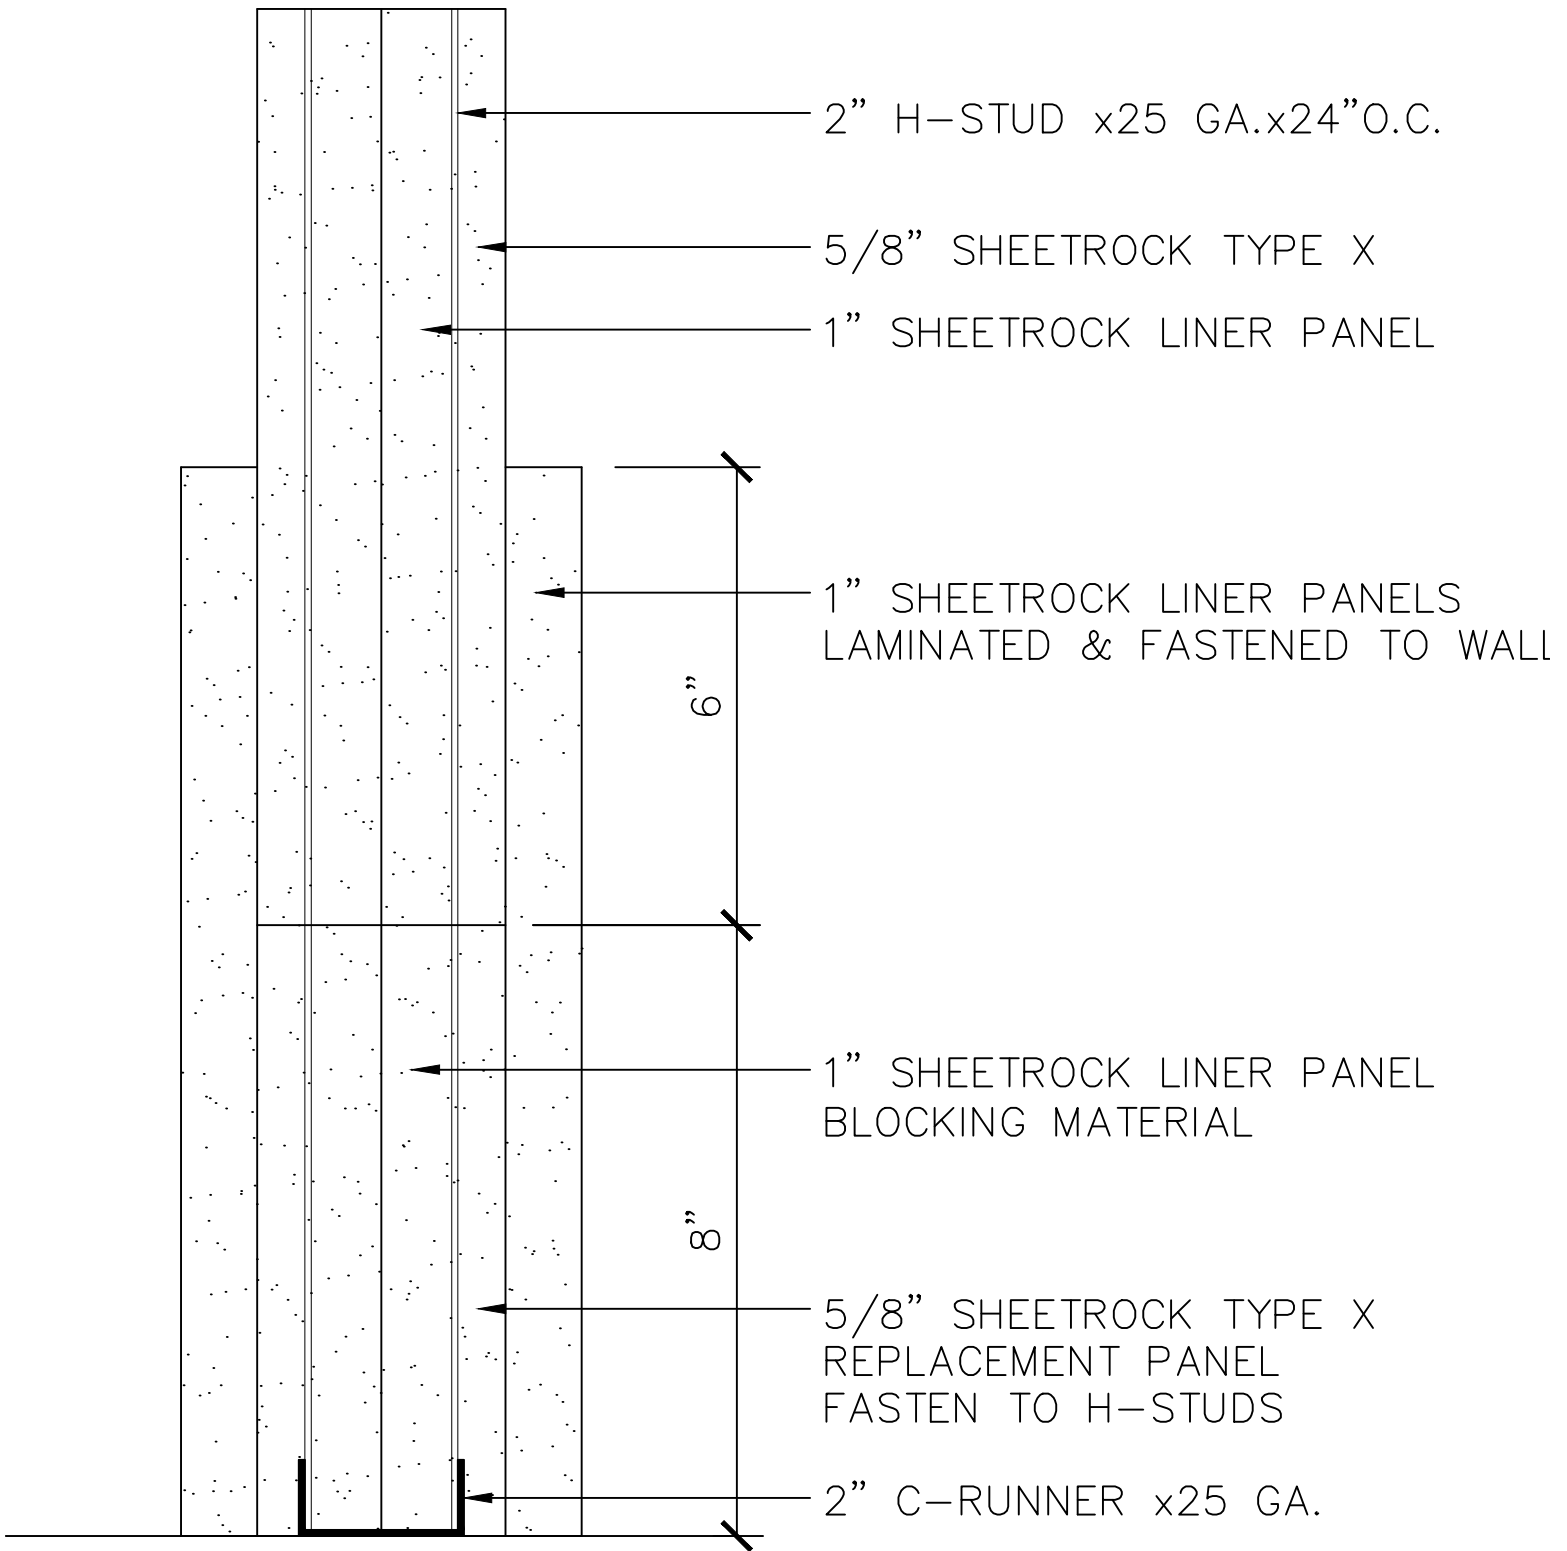 2” H-STUD x25 GA.x24”O.C.
5/8” SHEETROCK TYPE X
1” SHEETROCK LINER PANEL
1” SHEETROCK LINER PANELS
LAMINATED & FASTENED TO WALL
6”
1” SHEETROCK LINER PANEL
BLOCKING MATERIAL
8”
5/8” SHEETROCK TYPE X
REPLACEMENT PANEL
FASTEN TO H-STUDS
2” C-RUNNER x25 GA.